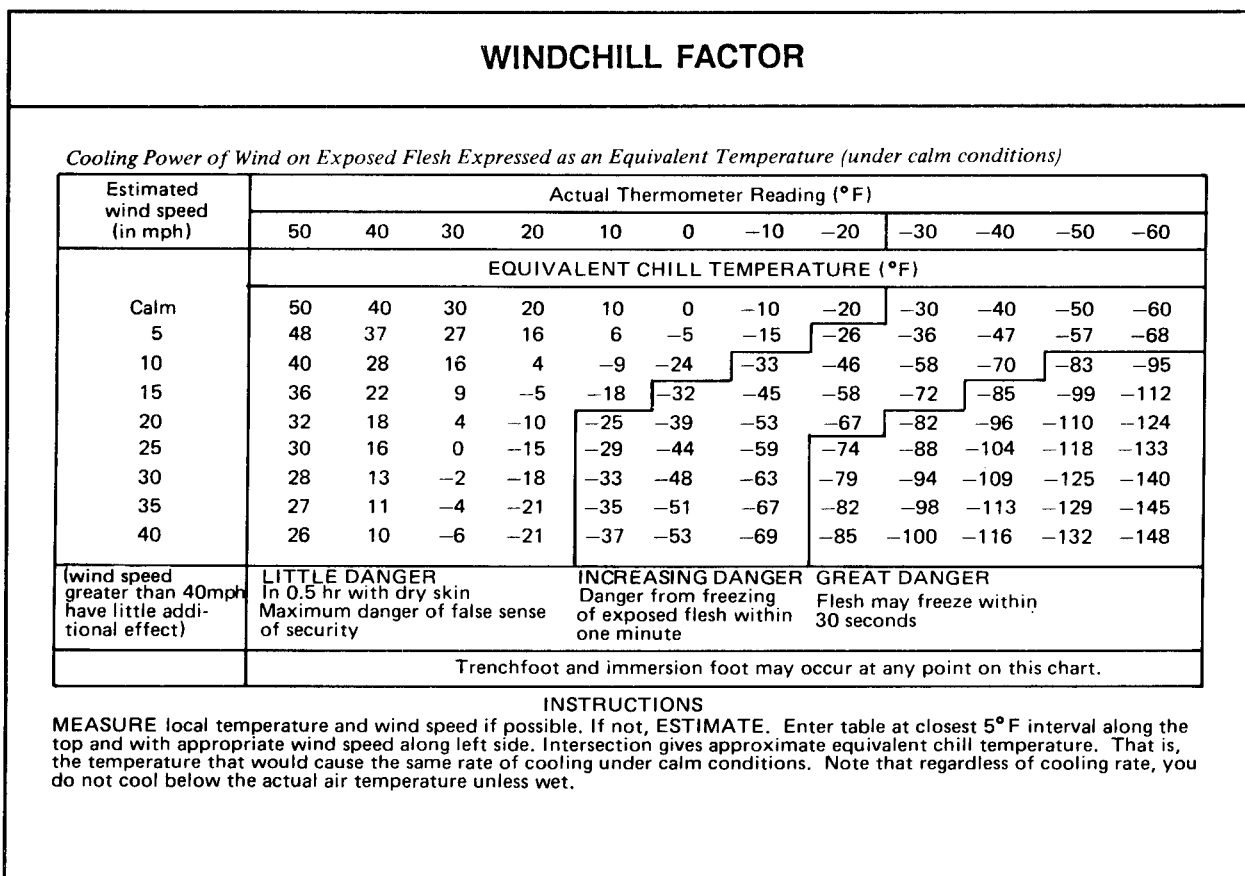 WINDCHILL FACTOR
Cooling Power of Wind on Exposed Flesh Expressed as an Equivalent Temperature (under calm conditions)
Estimated
wind speed
(in mph)
Actual Thermometer Reading (°F)
50 40 30 20 10 0 −10 −20 −30 −40 −50 −60
EQUIVALENT CHILL TEMPERATURE (°F)
Calm 50 40 30 20 10 0 −10 −20 −30 −40 −50 −60
5 48 37 27 16 6 −5 −15 −26 −36 −47 −57 −68
10 40 28 16 4 −9 −24 −33 −46 −58 −70 −83 −95
15 36 22 9 −5 −18 −32 −45 −58 −72 −85 −99 −112
20 32 18 4 −10 −25 −39 −53 −67 −82 −96 −110 −124
25 30 16 0 −15 −29 −44 −59 −74 −88 −104 −118 −133
30 28 13 −2 −18 −33 −48 −63 −79 −94 −109 −125 −140
35 27 11 −4 −21 −35 −51 −67 −82 −98 −113 −129 −145
40 26 10 −6 −21 −37 −53 −69 −85 −100 −116 −132 −148
(wind speed
greater than 40mph
have little addi-
tional effect)
LITTLE DANGER
In 0.5 hr with dry skin
Maximum danger of false sense
of security
INCREASING DANGER
Danger from freezing
of exposed flesh within
one minute
GREAT DANGER
Flesh may freeze within
30 seconds
Trenchfoot and immersion foot may occur at any point on this chart.
INSTRUCTIONS
MEASURE local temperature and wind speed if possible. If not, ESTIMATE. Enter table at closest 5°F interval along the
top and with appropriate wind speed along left side. Intersection gives approximate equivalent chill temperature. That is,
the temperature that would cause the same rate of cooling under calm conditions. Note that regardless of cooling rate, you
do not cool below the actual air temperature unless wet.